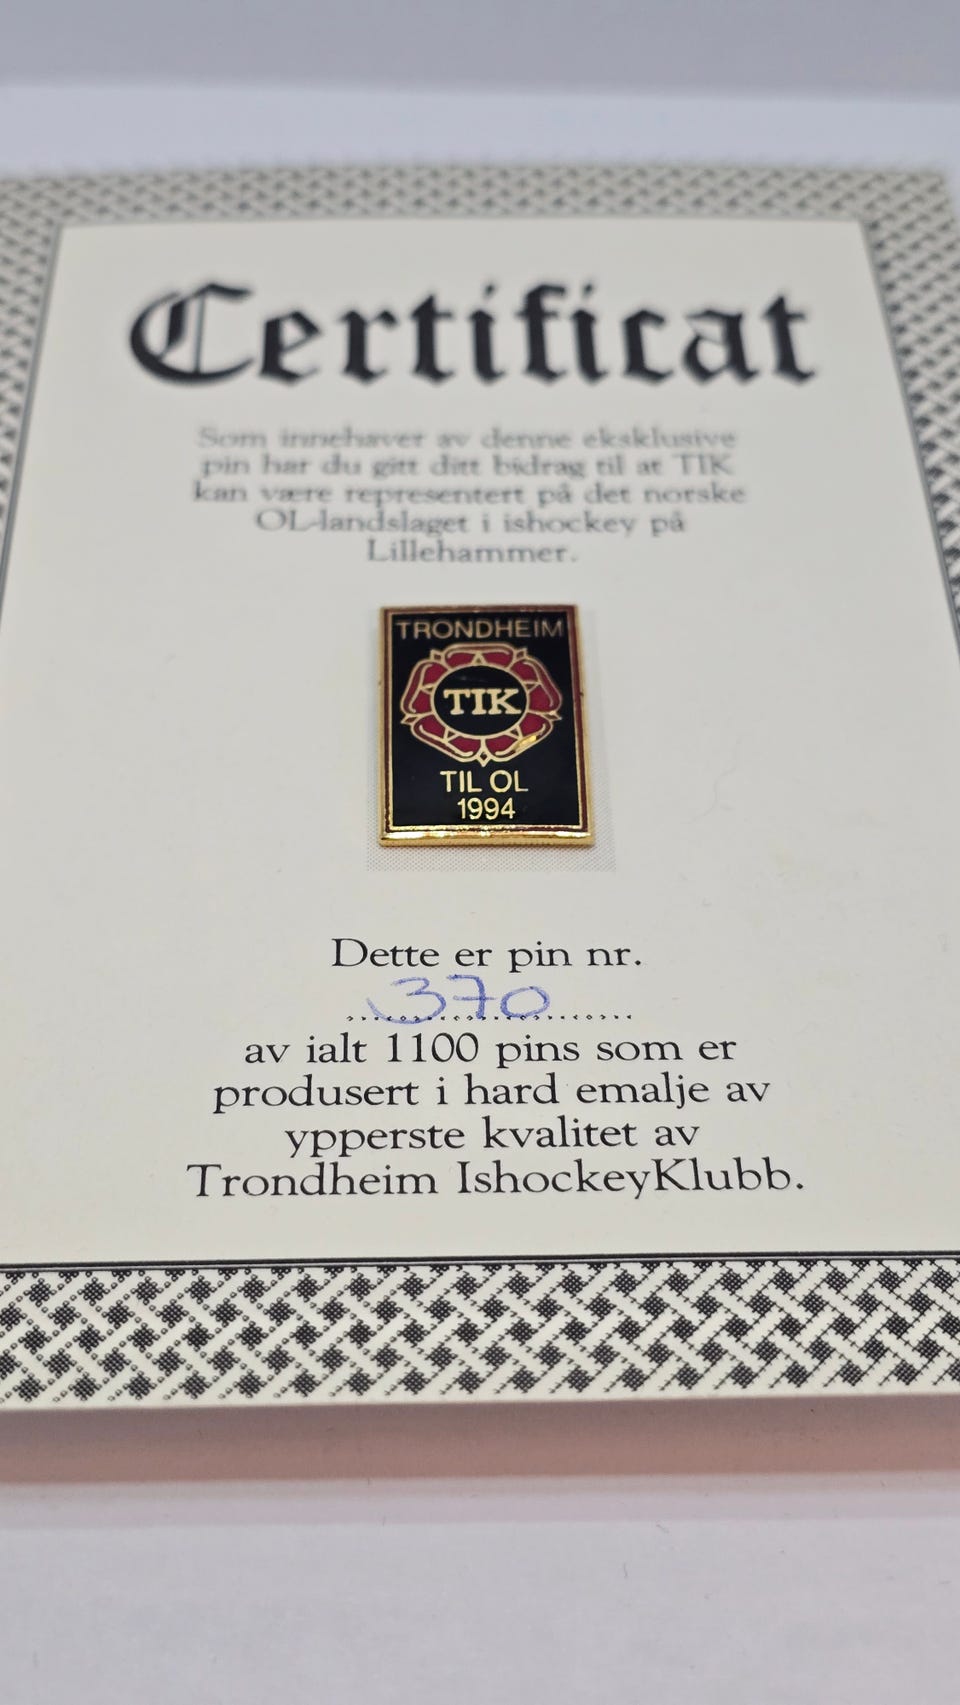 Certificat
Som innehaver av denne eksklusive
pin har du gitt ditt bidrag til at TIK
kan være representert på det norske
OL-landslaget i ishockey på
Lillehammer.
TRONDHEIM
TIK
TIL OL
1994
Dette er pin nr.
370
av ialt 1100 pins som er
produsert i hard emalje av
ypperste kvalitet av
Trondheim IshockeyKlubb.